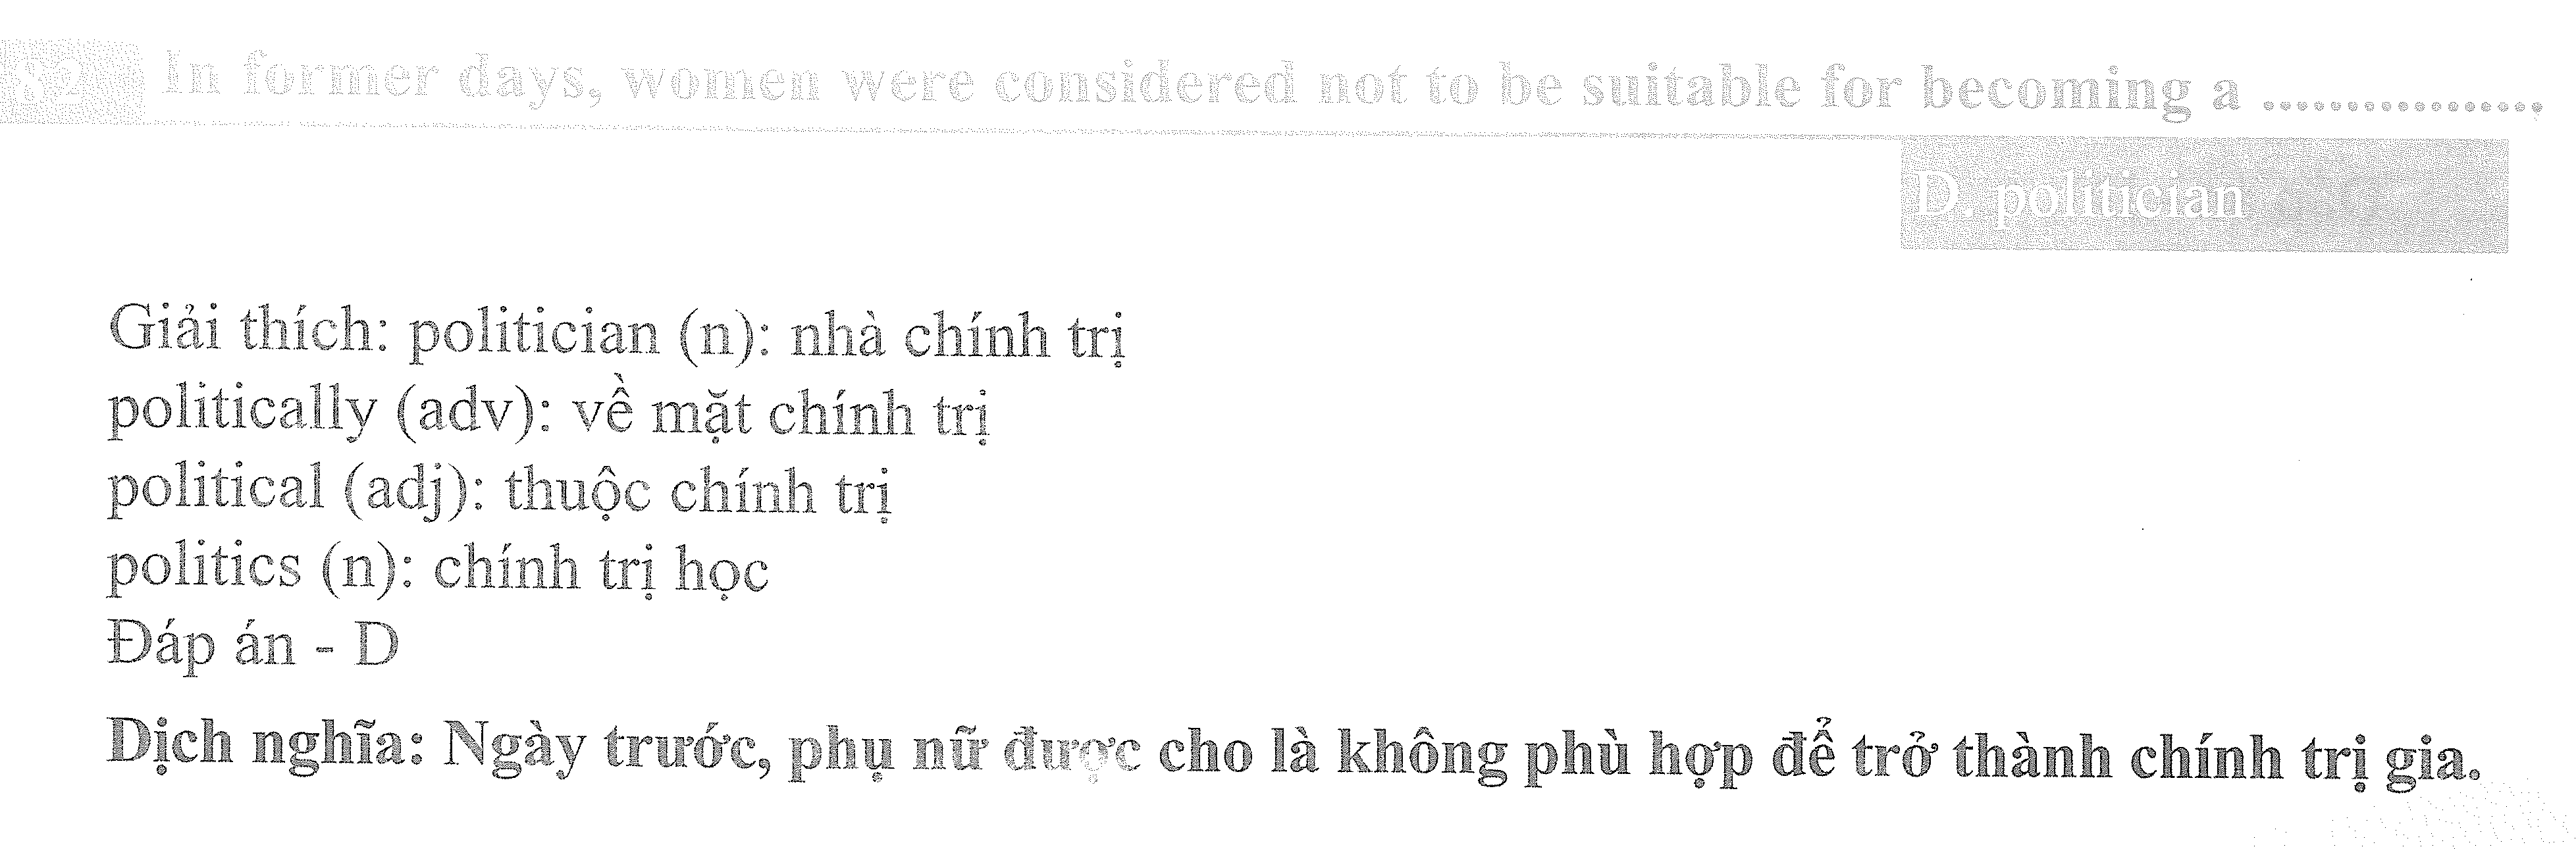 82 In former days, women were considered not to be suitable for becoming a .................
D. politician
Giải thích: politician (n): nhà chính trị
politically (adv): về mặt chính trị
political (adj): thuộc chính trị
politics (n): chính trị học
Đáp án - D
Dịch nghĩa: Ngày trước, phụ nữ được cho là không phù hợp để trở thành chính trị gia.